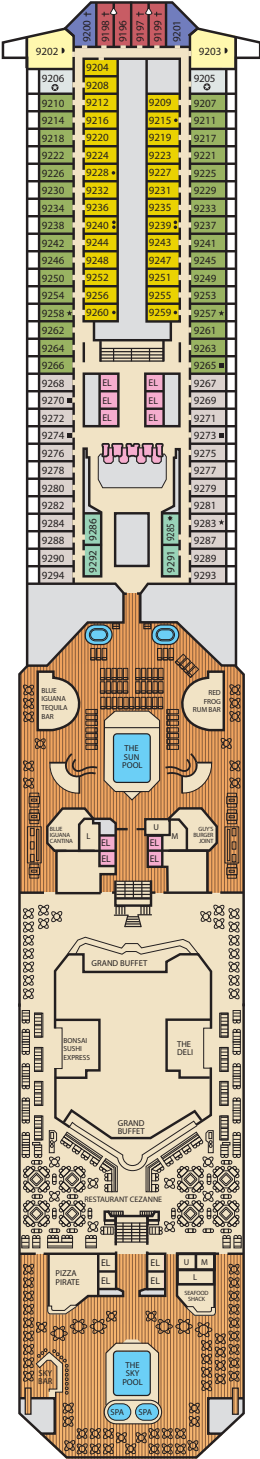 9200 † 9198 † 9196 9197 9199 † 9201
9202 9203
9204
9206 9205
9208
9210 9212 9209 9207
9214 9216 9215 9211
9218 9220 9219 9217
9222 9224 9223 9221
9226 9228 9227 9225
9230 9232 9231 9229
9234 9236 9235 9233
9238 9240 9239 9237
9242 9244 9243 9241
9246 9248 9247 9245
9250 9252 9251 9249
9254 9256 9255 9253
9258 ★ 9260 9259 9257 ★
9262 9261
9264 9263
9266 9265 ■
9268 EL EL 9267
9270 ■ EL EL 9269
9272 EL EL 9271
9274 ■ 9273 ■
9276 9275
9278 9277
9280 9279
9282 9281
9284 9286 9285 9283 ★
9288 9287
9290 9292 9291 9289
9294 9293
BLUE
IGUANA
TEQUILA
BAR
RED
FROG
RUM BAR
THE
SUN
POOL
BLUE
IGUANA
CANTINA
L
EL
EL
U
M
EL
EL
GUY'S
BURGER
JOINT
GRAND BUFFET
BONSAI
SUSHI
EXPRESS
THE
DELI
GRAND
BUFFET
RESTAURANT CEZANNE
PIZZA
PIRATE
EL
EL
EL
EL
U M
L
SEAFOOD
SHACK
SKY
BAR
THE
SKY
POOL
SPA SPA